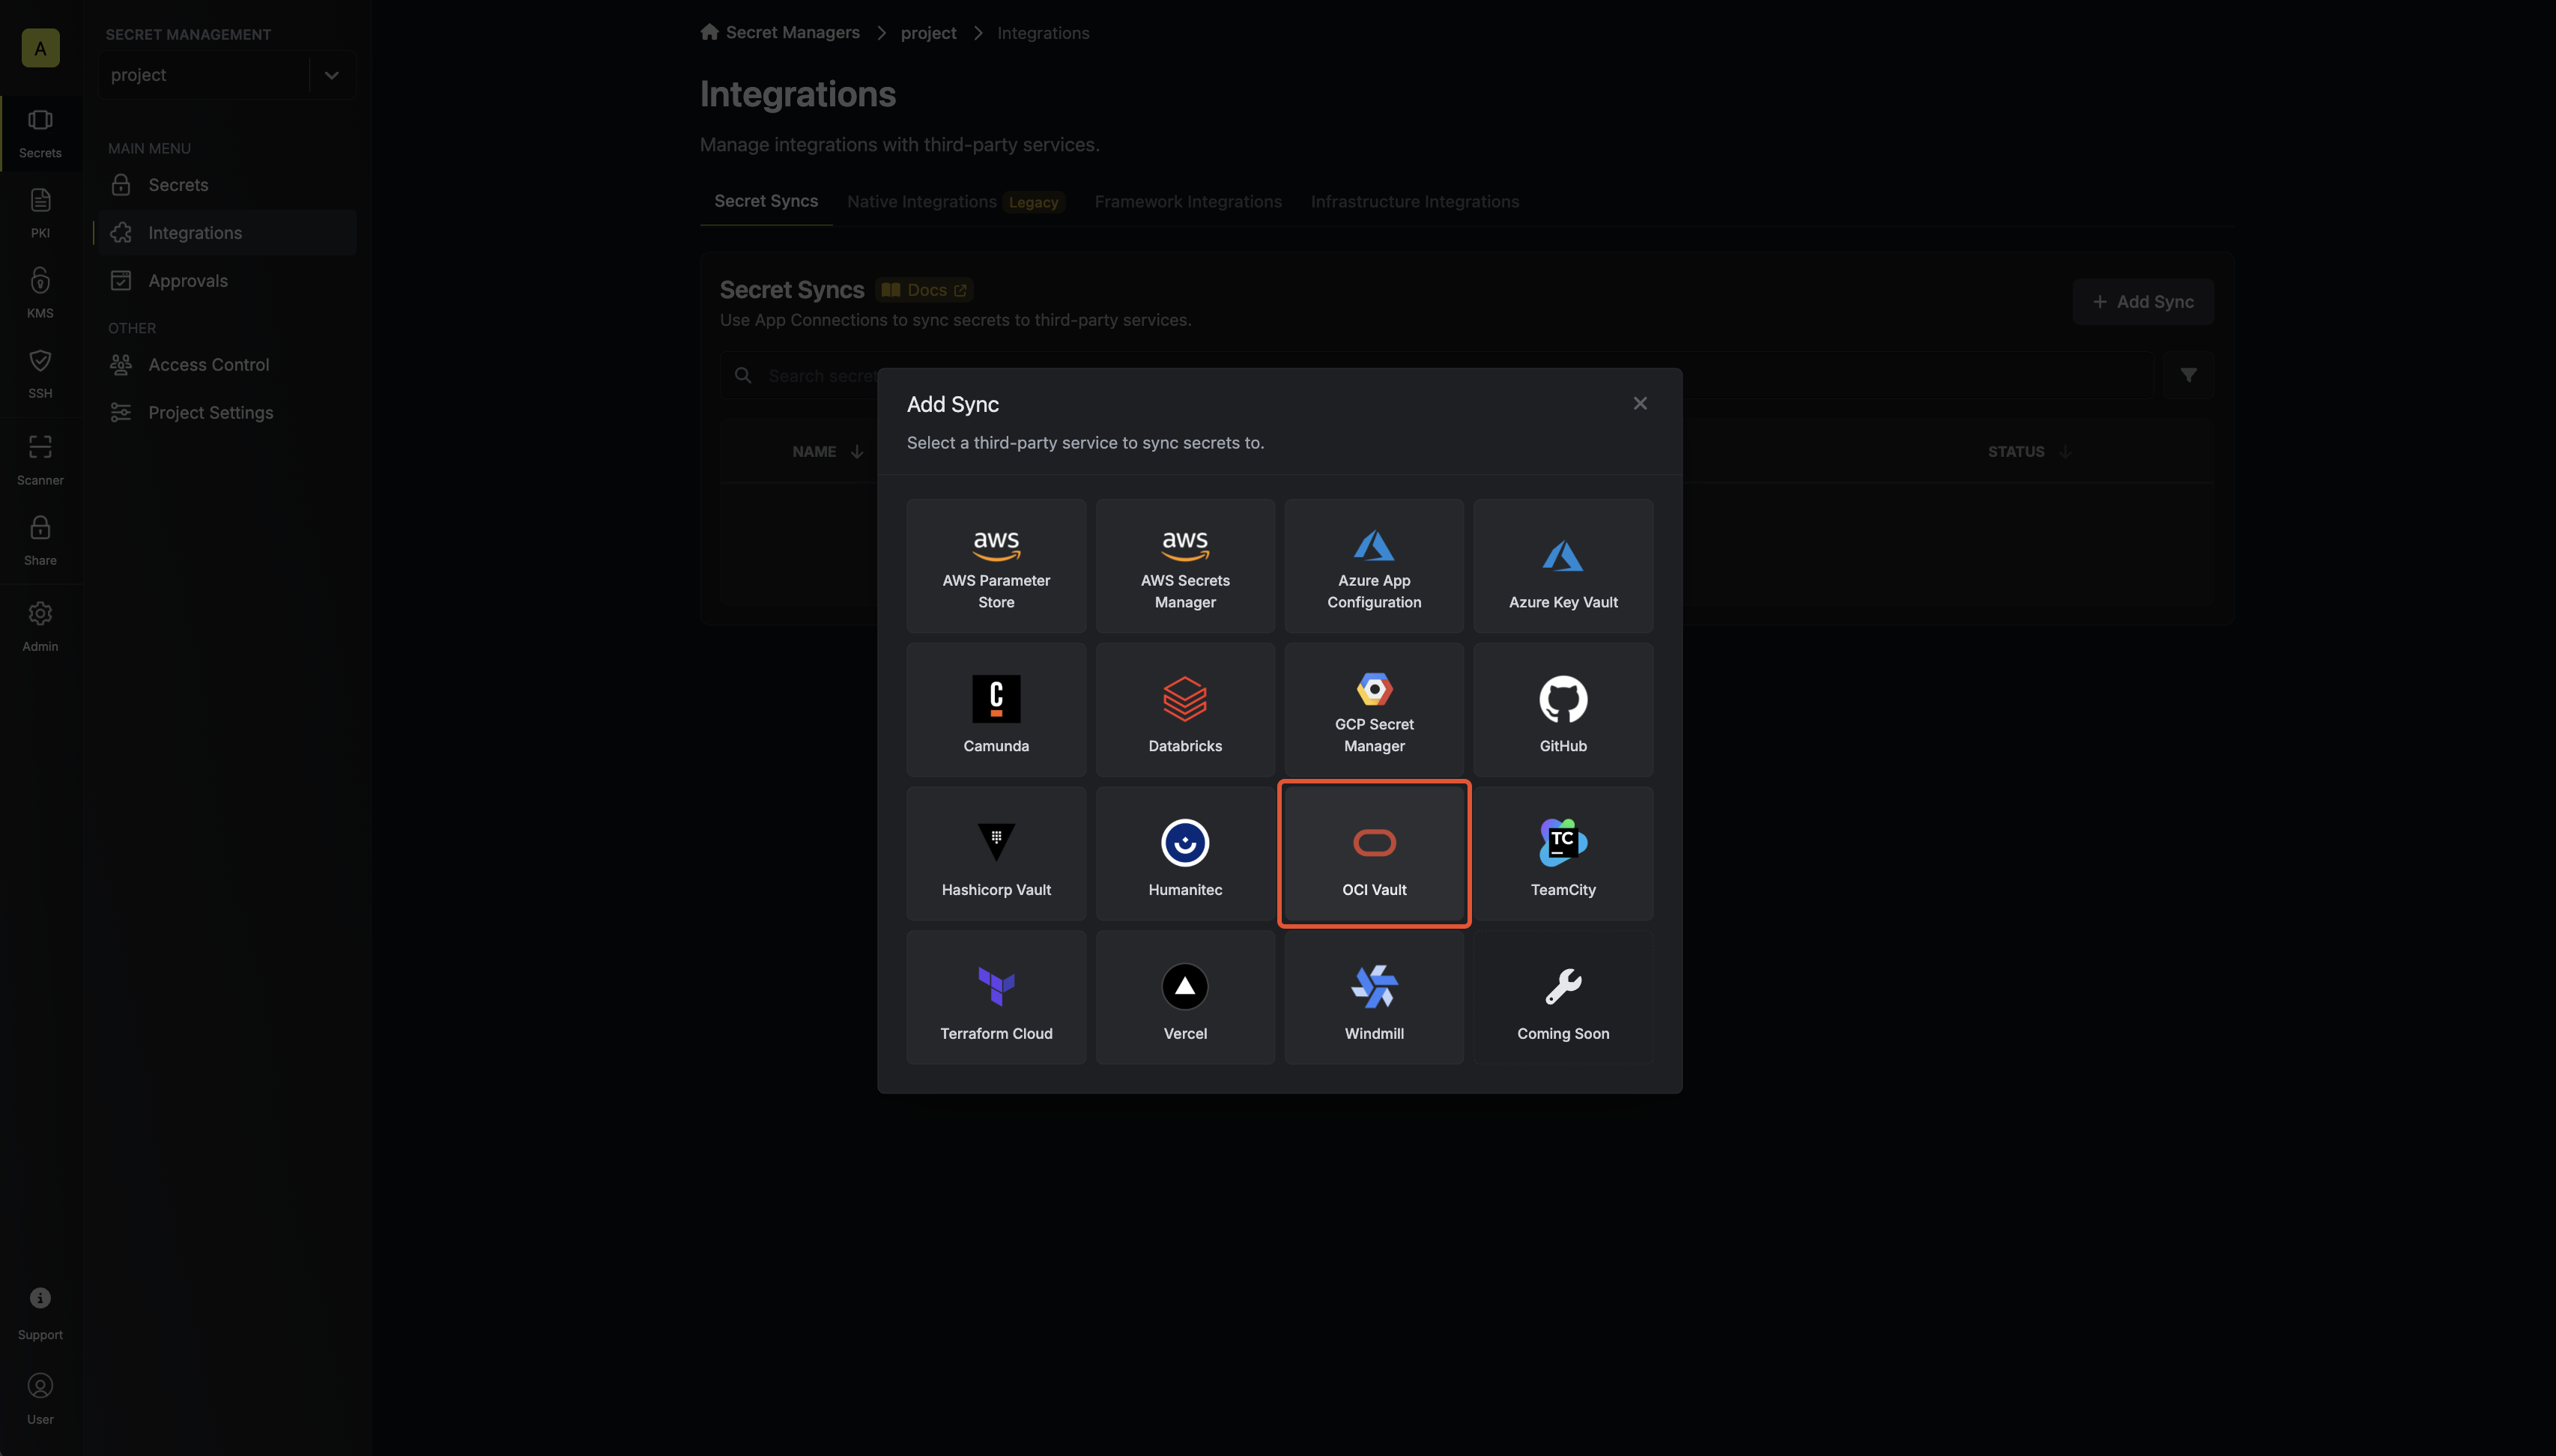 A
Secrets
PKI
KMS
SSH
Scanner
Share
Admin
Support
User
SECRET MANAGEMENT
project
MAIN MENU
Secrets
Integrations
Approvals
OTHER
Access Control
Project Settings
Secret Managers > project > Integrations
Integrations
Manage integrations with third-party services.
Secret Syncs Native Integrations Legacy Framework Integrations Infrastructure Integrations
Secret Syncs Docs
Use App Connections to sync secrets to third-party services.
+ Add Sync
Search secret
NAME
STATUS
Add Sync
Select a third-party service to sync secrets to.
aws
AWS Parameter
Store
aws
AWS Secrets
Manager
Azure App
Configuration
Azure Key Vault
C
Camunda
Databricks
GCP Secret
Manager
GitHub
Hashicorp Vault
Humanitec
OCI Vault
TC
TeamCity
Terraform Cloud
Vercel
Windmill
Coming Soon